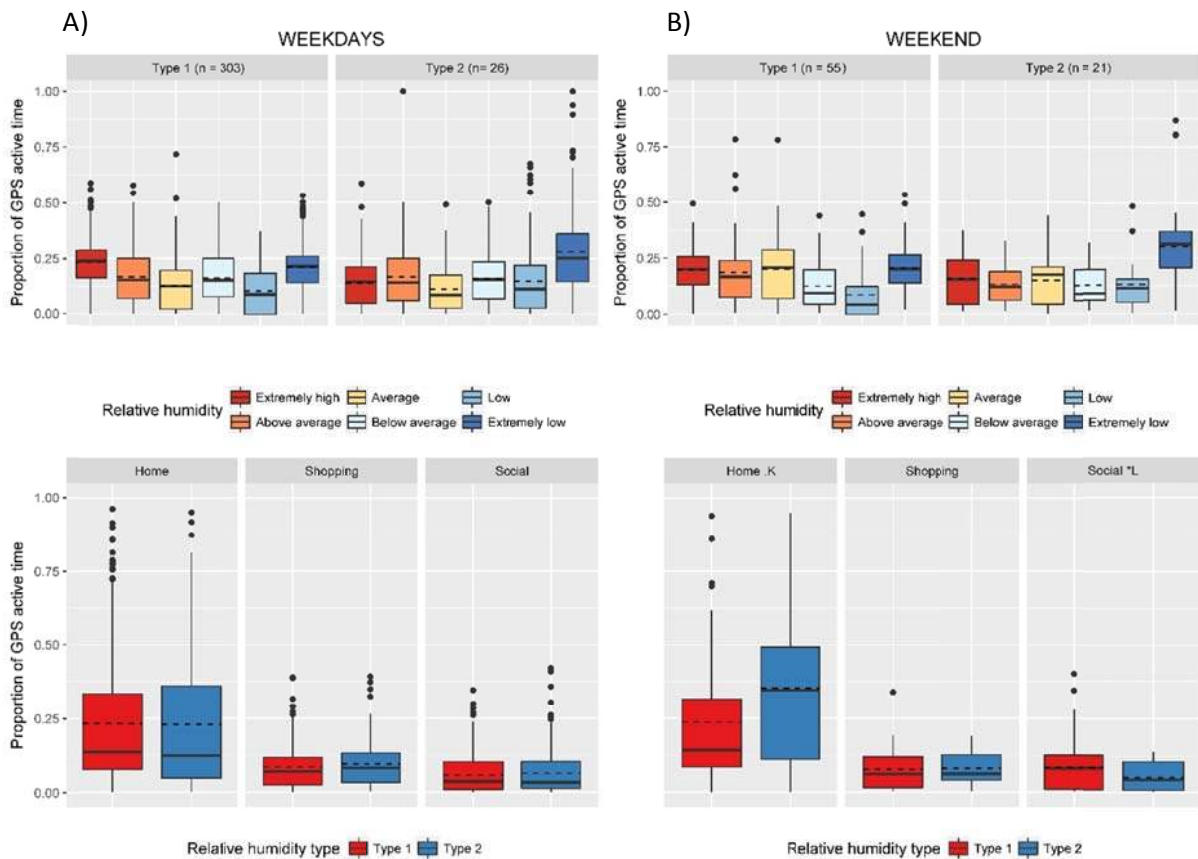 A)
WEEKDAYS
Type 1 (n = 303)
Type 2 (n= 26)
Proportion of GPS active time
1.00
0.75
0.50
0.25
0.00
Relative humidity
Extremely high
Average
Low
Above average
Below average
Extremely low
Home
Shopping
Social
Proportion of GPS active time
1.00
0.75
0.50
0.25
0.00
Relative humidity type
Type 1
Type 2
B)
WEEKEND
Type 1 (n = 55)
Type 2 (n = 21)
Proportion of GPS active time
1.00
0.75
0.50
0.25
0.00
Relative humidity
Extremely high
Average
Low
Above average
Below average
Extremely low
Home .K
Shopping
Social *L
Relative humidity type
Type 1
Type 2